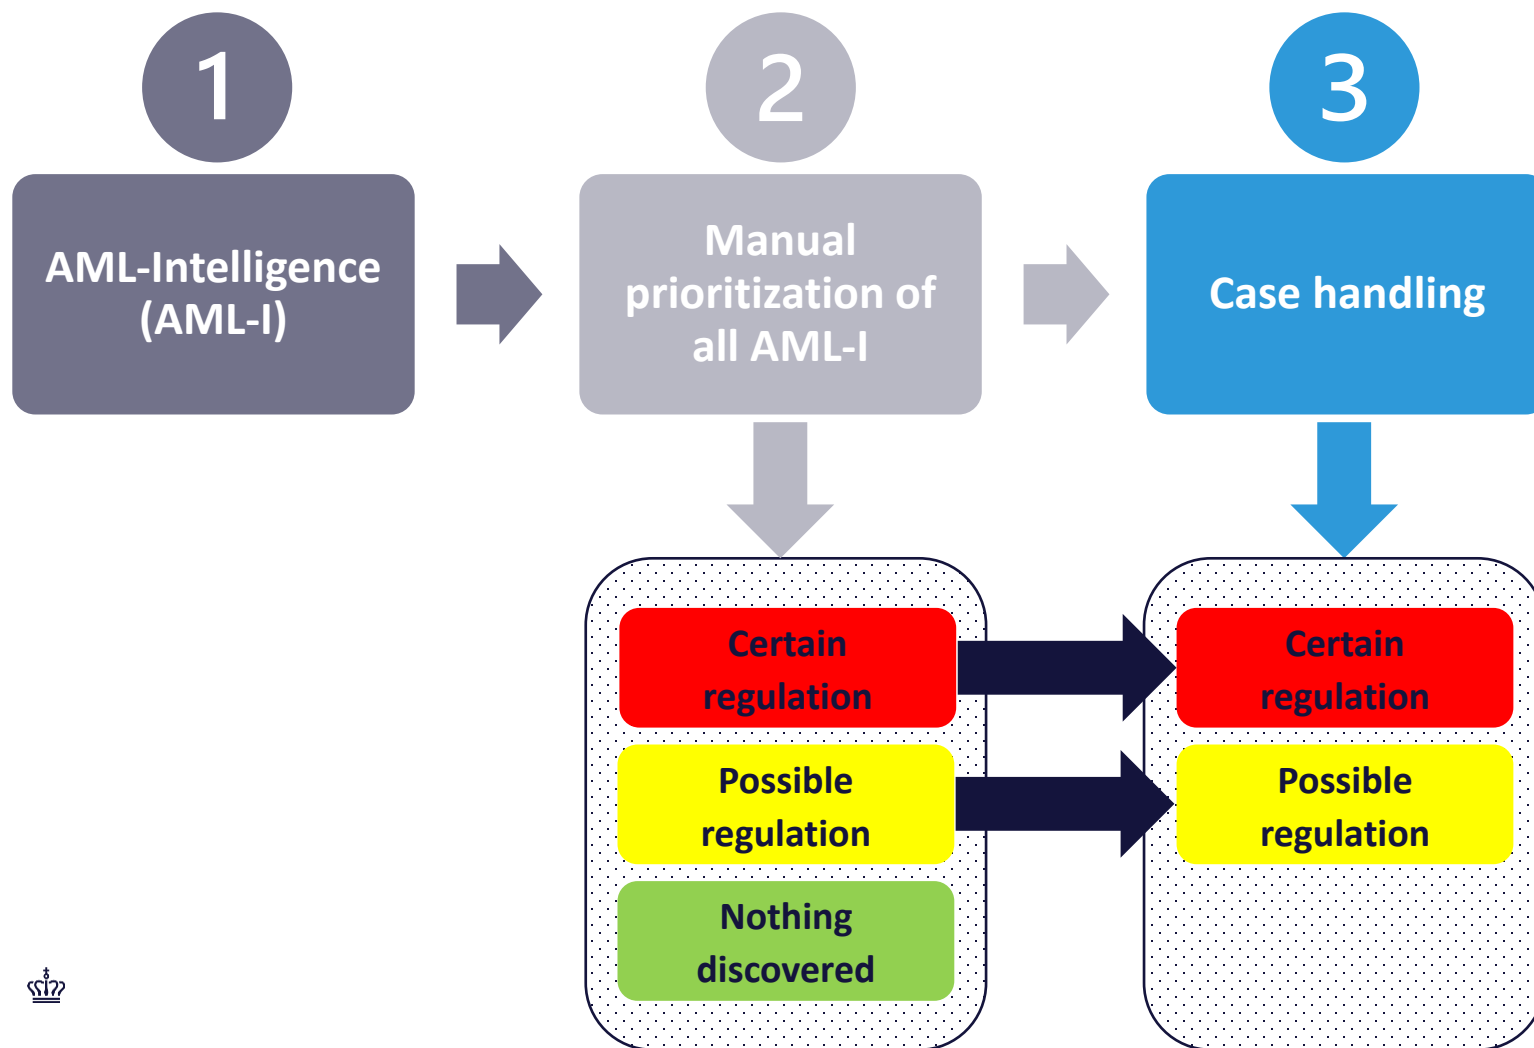 1
2
3
AML-Intelligence
(AML-I)
Manual
prioritization of
all AML-I
Case handling
Certain
regulation
Possible
regulation
Nothing
discovered
Certain
regulation
Possible
regulation